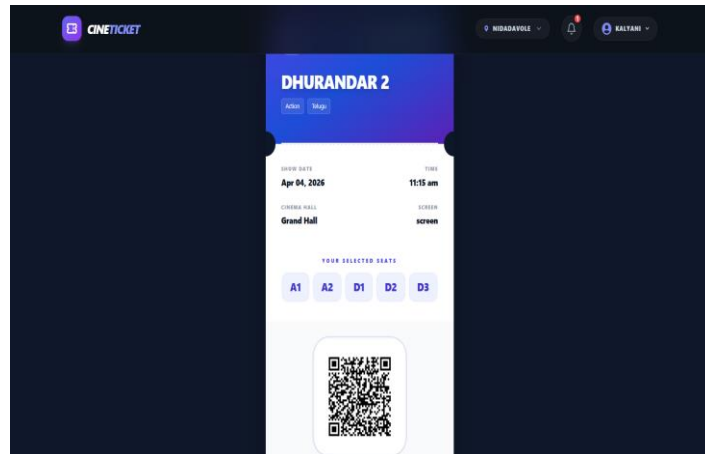 CINETICKET
NIDADAVOLE
KALYANI
DHURANDAR 2
Action Telugu
SHOW DATE TIME
Apr 04, 2026 11:15 am
CINEMA HALL SCREEN
Grand Hall screen
YOUR SELECTED SEATS
A1 A2 D1 D2 D3